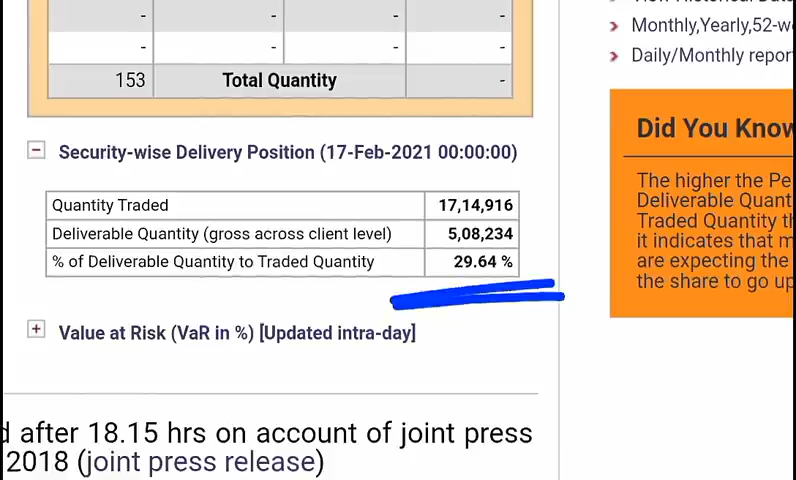 - - - -
- - - -
153 Total Quantity -
Security-wise Delivery Position (17-Feb-2021 00:00:00)
Quantity Traded 17,14,916
Deliverable Quantity (gross across client level) 5,08,234
% of Deliverable Quantity to Traded Quantity 29.64 %
+ Value at Risk (VaR in %) [Updated intra-day]
after 18.15 hrs on account of joint press
2018 (joint press release)
Monthly,Yearly,52-w
Daily/Monthly repor
Did You Know
The higher the Pe
Deliverable Quant
Traded Quantity th
it indicates that m
are expecting the
the share to go up